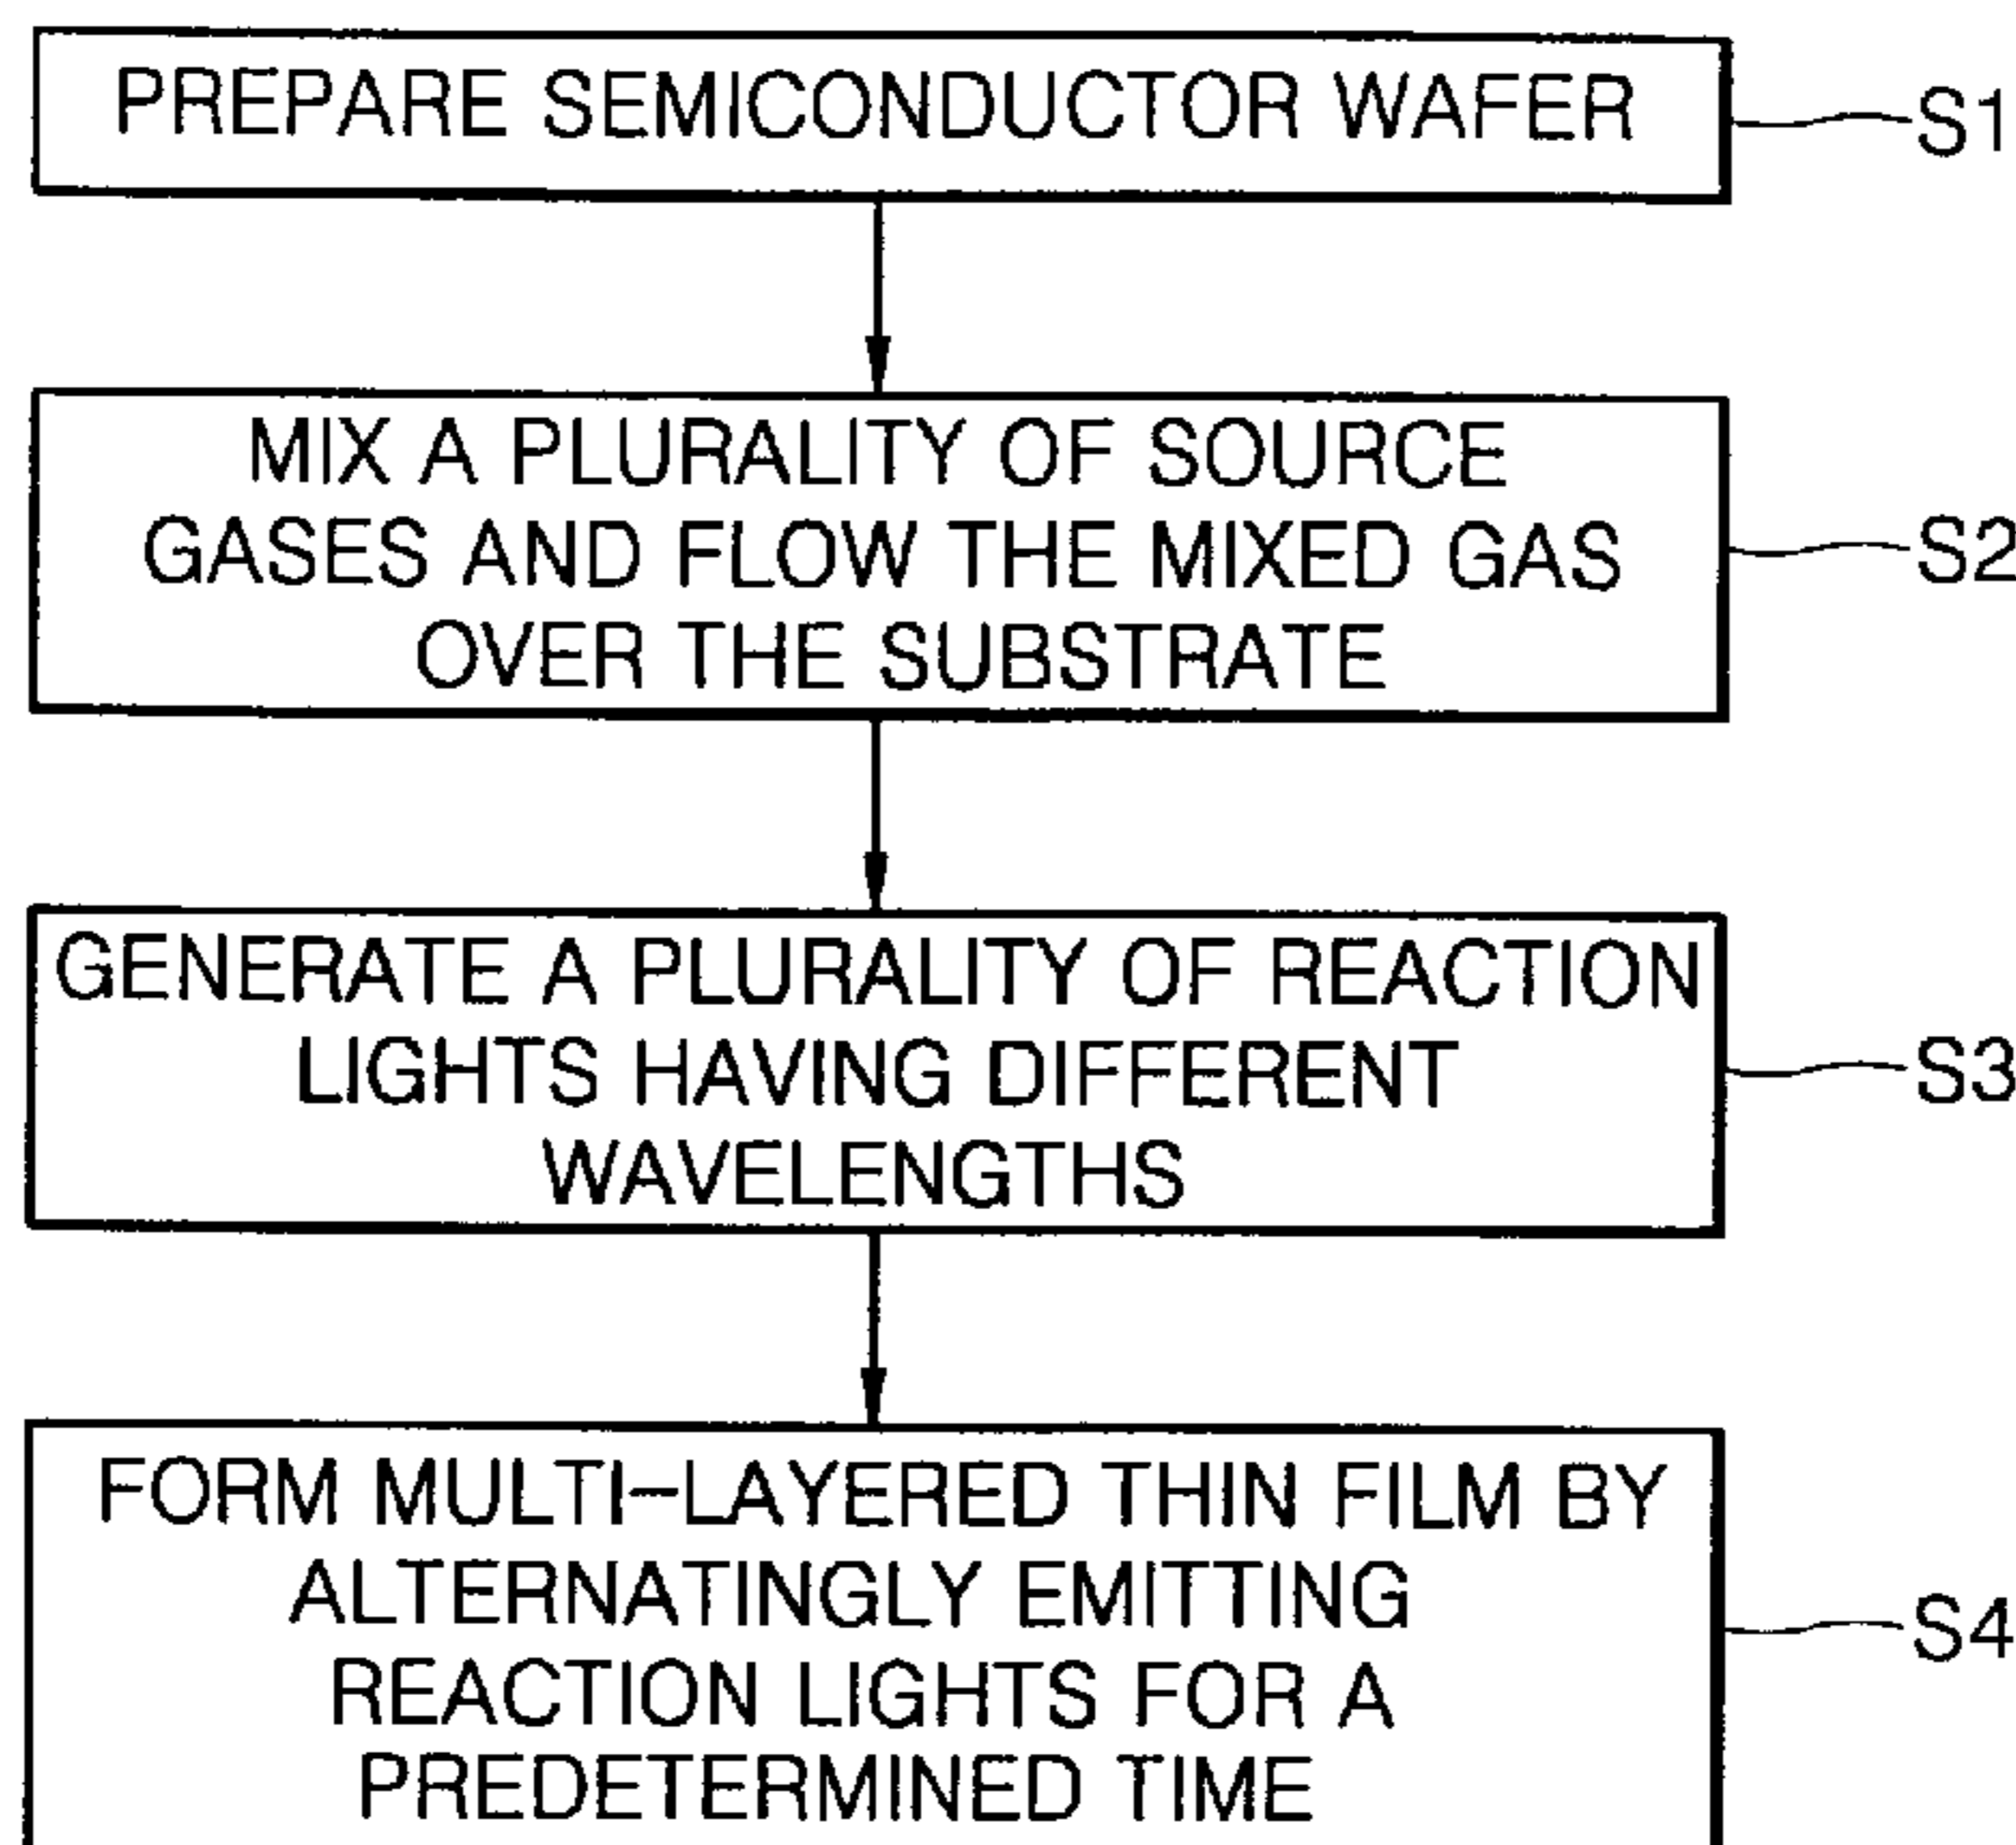 PREPARE SEMICONDUCTOR WAFER
S1
MIX A PLURALITY OF SOURCE
GASES AND FLOW THE MIXED GAS
OVER THE SUBSTRATE
S2
GENERATE A PLURALITY OF REACTION
LIGHTS HAVING DIFFERENT
WAVELENGTHS
S3
FORM MULTI-LAYERED THIN FILM BY
ALTERNATINGLY EMITTING
REACTION LIGHTS FOR A
PREDETERMINED TIME
S4